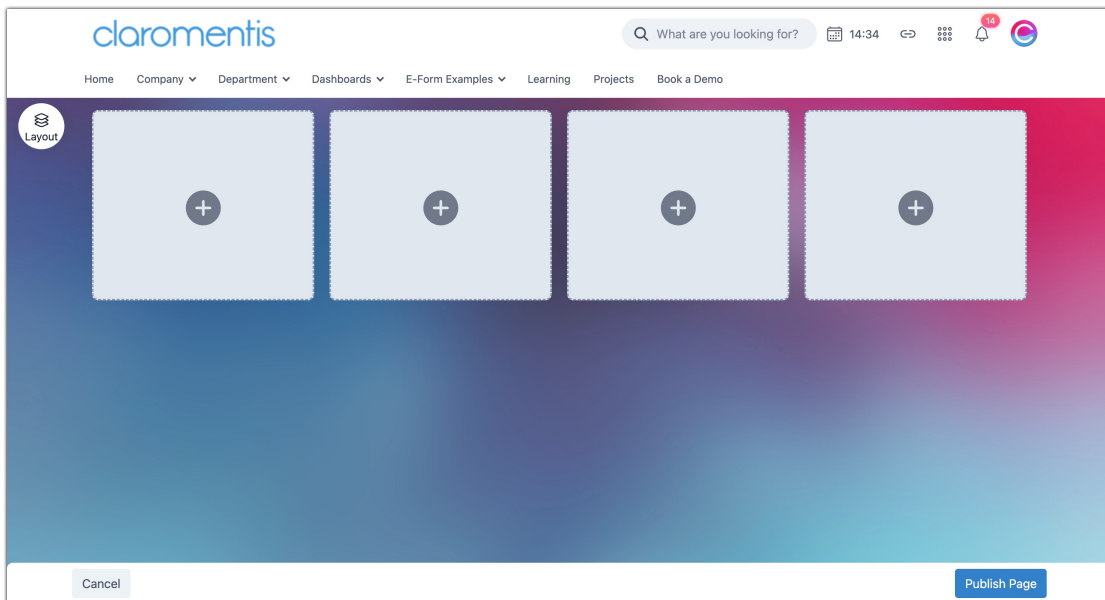 claromentis
What are you looking for?
14:34
14
Home Company Department Dashboards E-Form Examples Learning Projects Book a Demo
Layout
Cancel
Publish Page